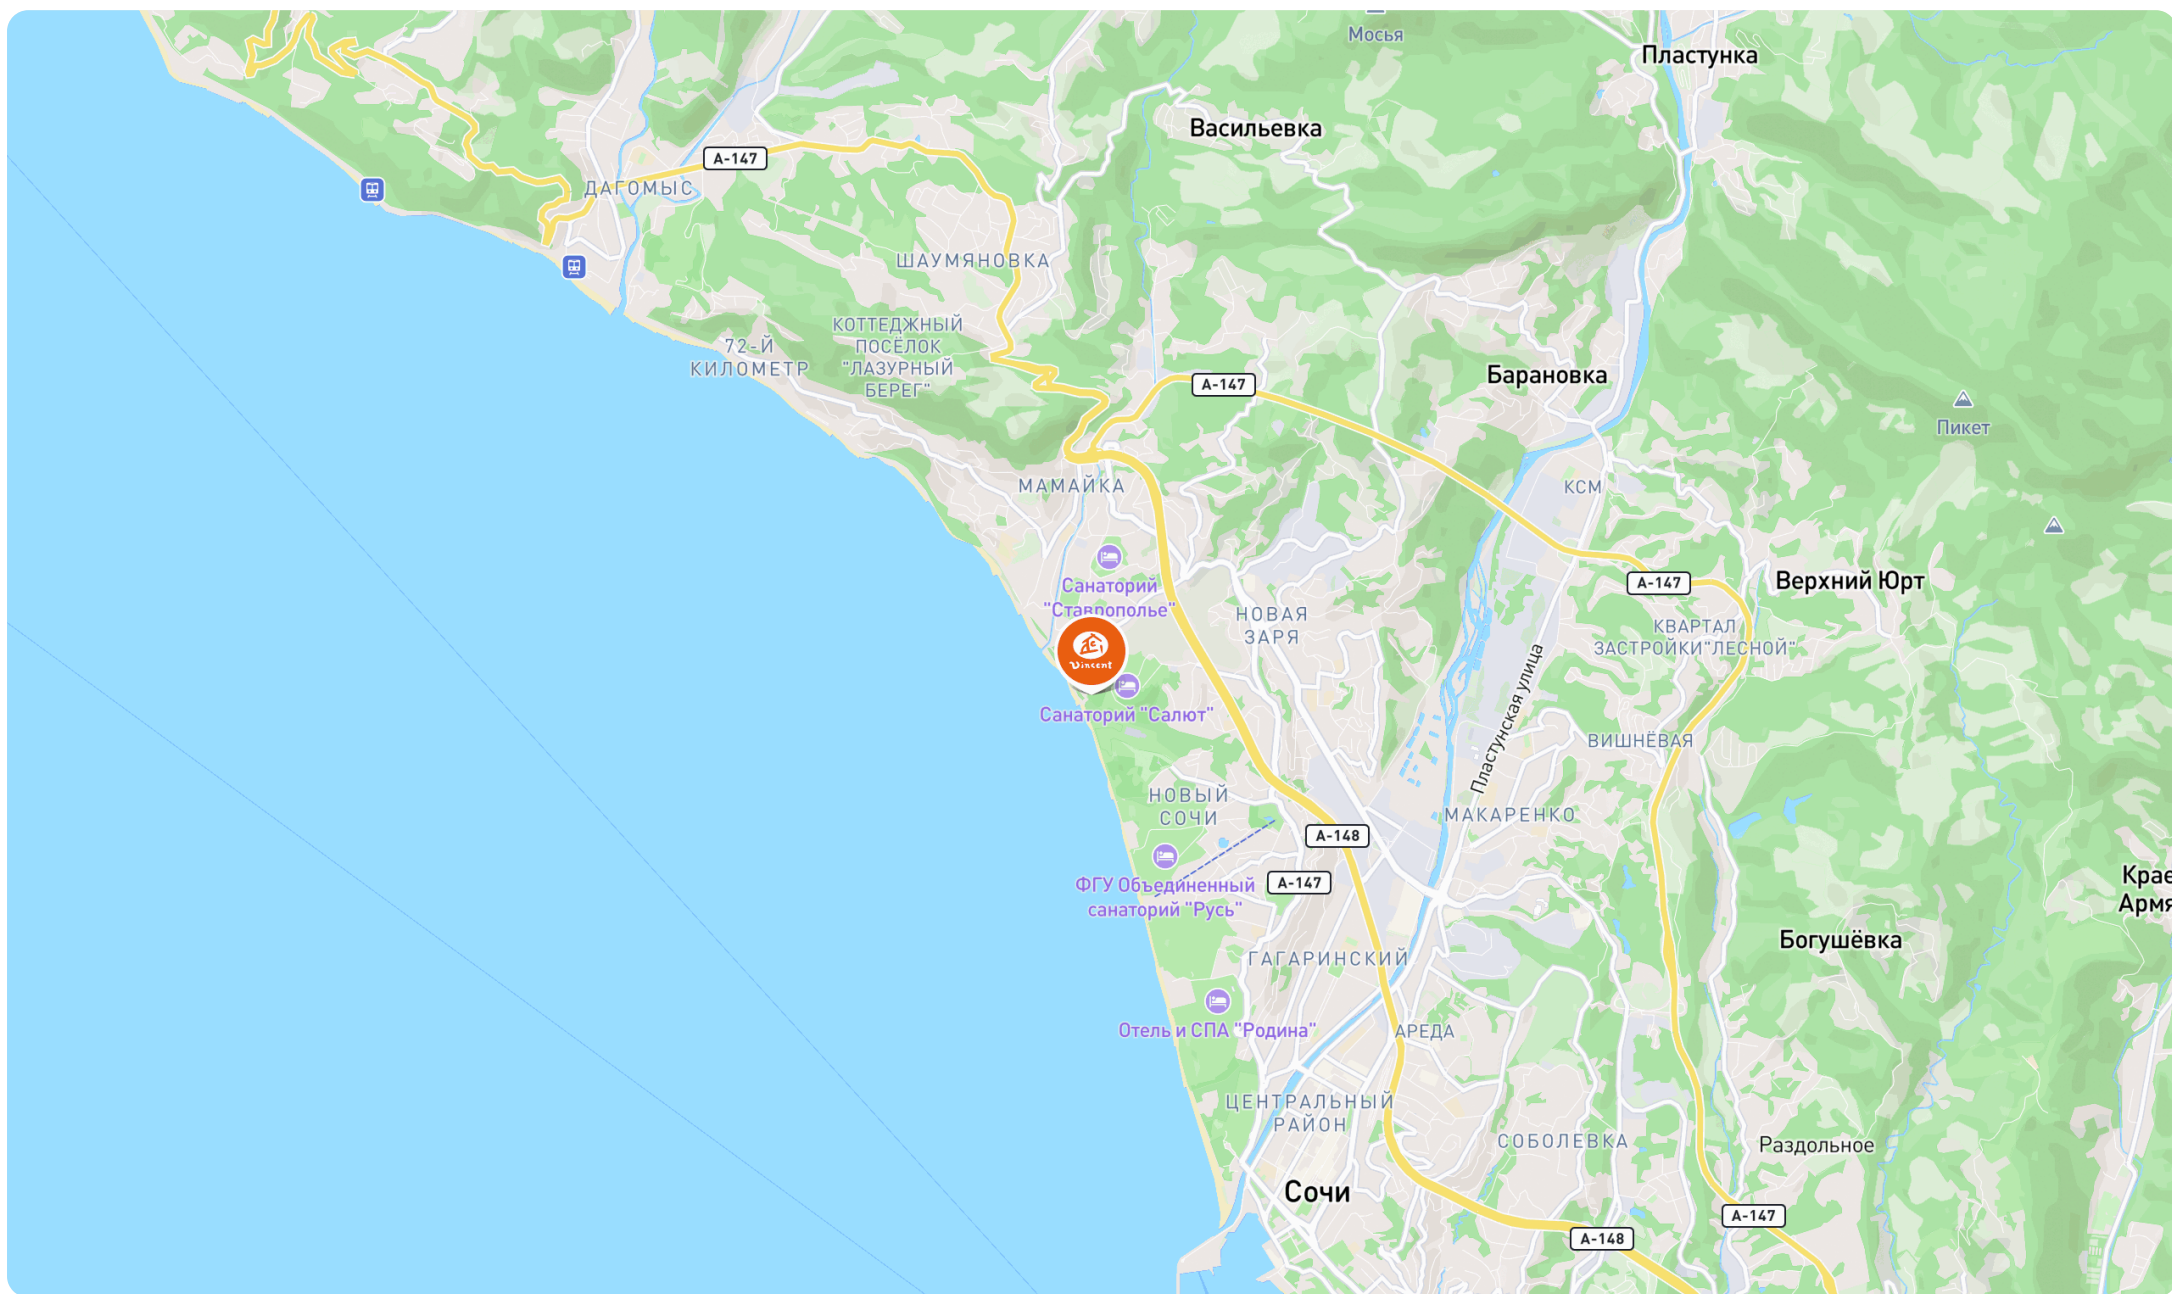 Мосья
Пластунка
Васильевка
А-147
ДАГОМЫС
ШАУМЯНОВКА
КОТТЕДЖНЫЙ
ПОСЁЛОК
"ЛАЗУРНЫЙ
БЕРЕГ"
72-Й
КИЛОМЕТР
А-147
Барановка
Пикет
МАМАЙКА
КСМ
Санаторий
"Ставрополье"
А-147
Верхний Юрт
НОВАЯ
ЗАРЯ
КВАРТАЛ
ЗАСТРОЙКИ"ЛЕСНОЙ"
Vincent
Санаторий "Салют"
Пластунская улица
ВИШНЁВАЯ
НОВЫЙ
СОЧИ
МАКАРЕНКО
А-148
А-147
ФГУ Объединенный
санаторий "Русь"
Крае
Армя
Богушёвка
ГАГАРИНСКИЙ
Отель и СПА "Родина"
АРЕДА
ЦЕНТРАЛЬНЫЙ
РАЙОН
СОБОЛЕВКА
Раздольное
Сочи
А-147
А-148